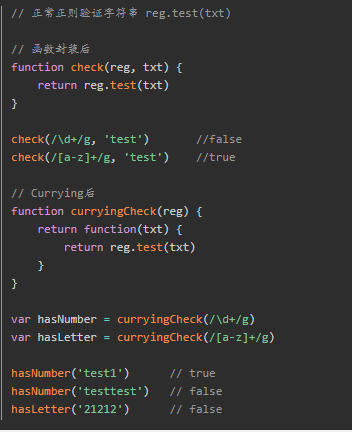 // 正常正则验证字符串 reg.test(txt)
// 函数封装后
function check(reg, txt) {
    return reg.test(txt)
}
check(/\d+/g, 'test')       //false
check(/[a-z]+/g, 'test')    //true
// Currying后
function curryingCheck(reg) {
    return function(txt) {
        return reg.test(txt)
    }
}
var hasNumber = curryingCheck(/\d+/g)
var hasLetter = curryingCheck(/[a-z]+/g)
hasNumber('test1')      // true
hasNumber('testtest')   // false
hasLetter('21212')      // false